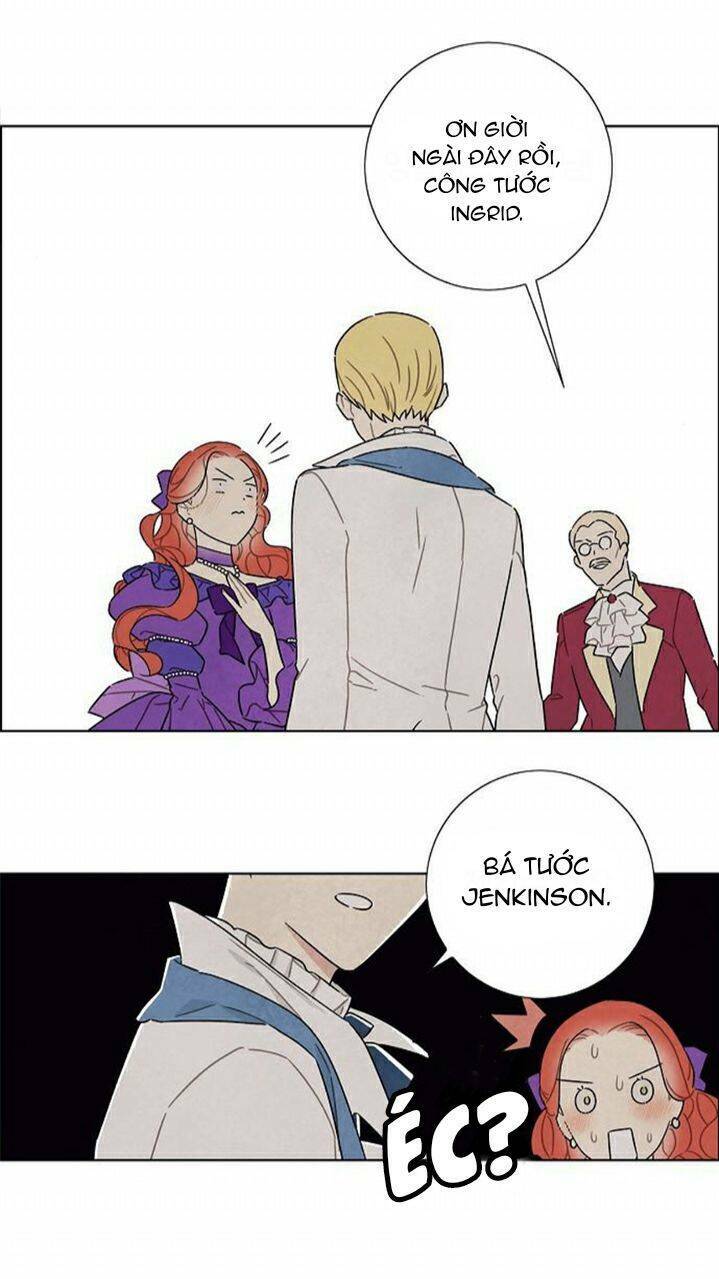 ƠN GIỜI
NGÀI ĐÂY RỒI,
CÔNG TƯỚC
INGRID.
BÁ TƯỚC
JENKINSON.
ÉC?